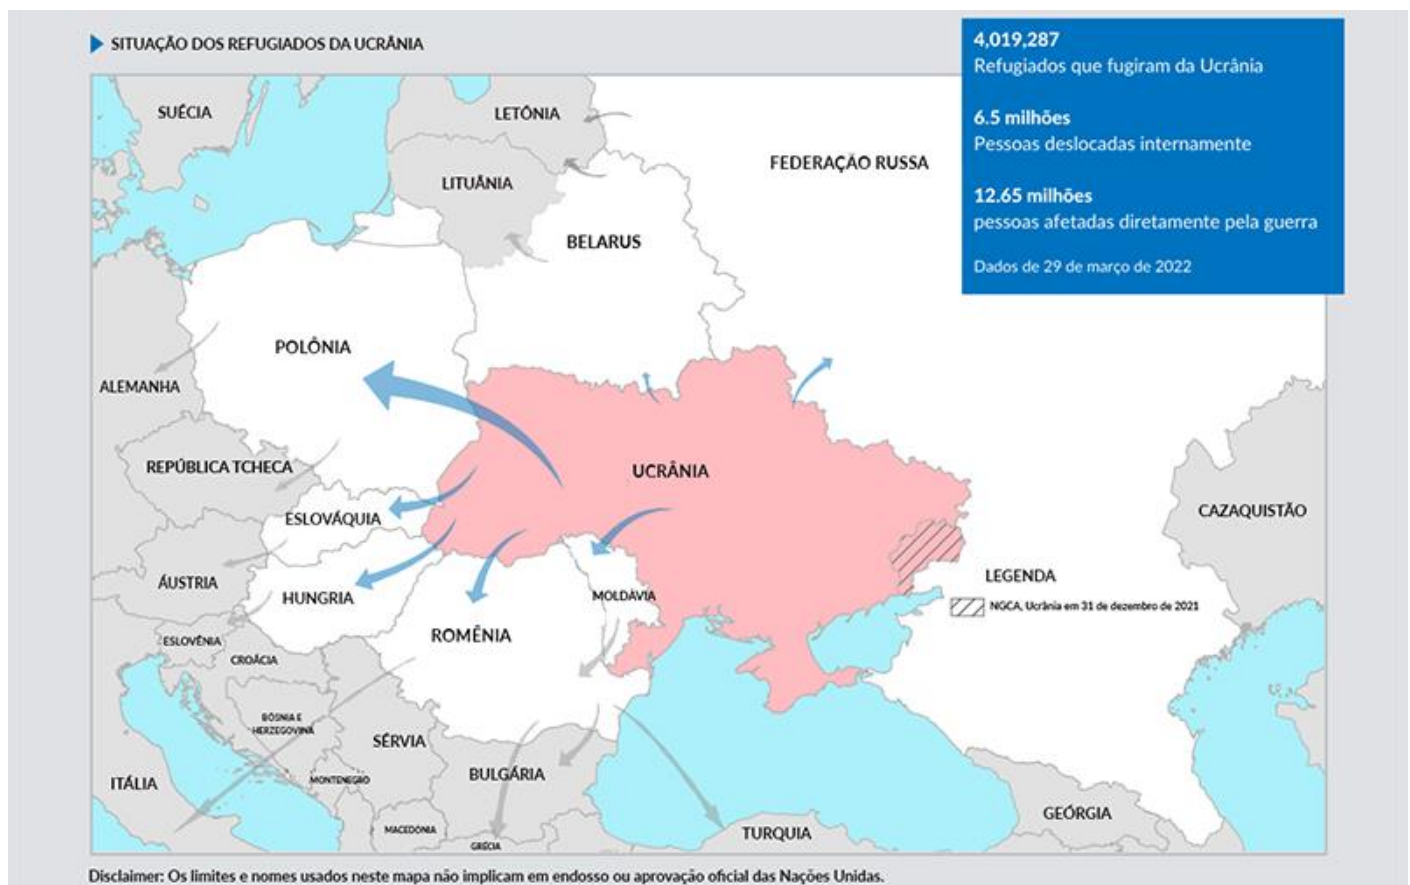 SITUAÇÃO DOS REFUGIADOS DA UCRÂNIA
4,019,287
Refugiados que fugiram da Ucrânia
6.5 milhões
Pessoas deslocadas internamente
12.65 milhões
pessoas afetadas diretamente pela guerra
Dados de 29 de março de 2022
SUÉCIA
LETÔNIA
FEDERAÇÃO RUSSA
LITUÂNIA
BELARUS
POLÔNIA
ALEMANHA
REPÚBLICA TCHECA
UCRÂNIA
ESLOVÁQUIA
CAZAQUISTÃO
ÁUSTRIA
HUNGRIA
MOLDÁVIA
LEGENDA
NGCA, Ucrânia em 31 de dezembro de 2021
ROMÊNIA
ESLOVÊNIA
CROÁCIA
BÓSNIA E
HERZEGOVINA
SÉRVIA
ITÁLIA
MONTENEGRO
BULGÁRIA
MACEDONIA
GRÉCIA
TURQUIA
GEÓRGIA
Disclaimer: Os limites e nomes usados neste mapa não implicam em endosso ou aprovação oficial das Nações Unidas.